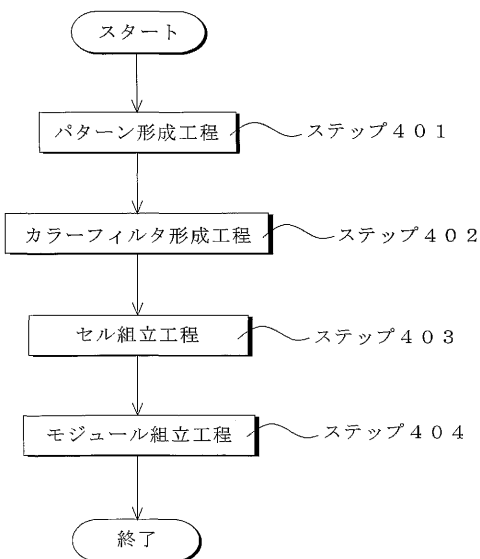 スタート
パターン形成工程
ステップ401
カラーフィルタ形成工程
ステップ402
セル組立工程
ステップ403
モジュール組立工程
ステップ404
終了